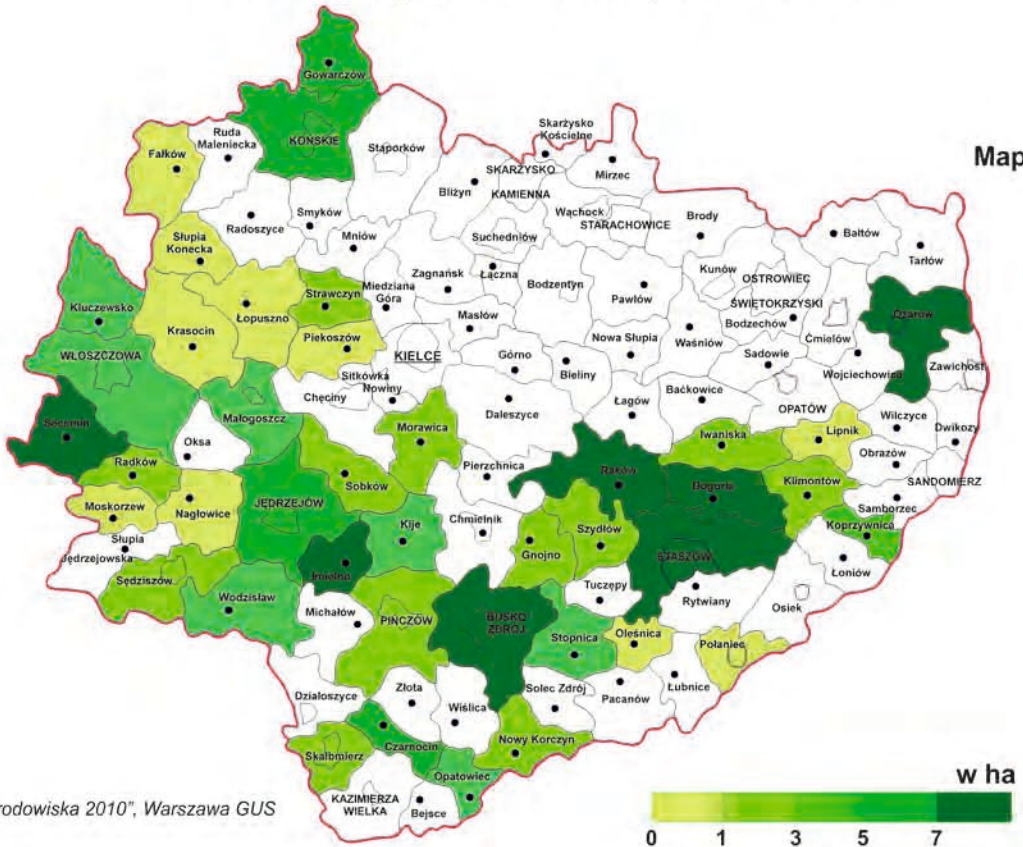 Gowarczów
KOŃSKIE
Stąporków
Ruda
Maleniecka
Fałków
Skarżysko
Kościelne
Map
SKARŻYSKO
KAMIENNA
Mirzec
Bliżyn
Radoszyce
Smyków
Mniów
Wąchock
STARACHOWICE
Brody
Bałtów
Tarłów
Słupia
Konecka
Suchedniów
Zagnańsk
Łączna
Bodzentyn
Kunów
OSTROWIEC
ŚWIĘTOKRZYSKI
Kluczewsko
Łopuszno
Strawczyn
Miedziana
Góra
Masłów
Pawłów
Bodzechów
Ożarów
Krasocin
Piekoszów
KIELCE
Nowa Słupia
Waśniów
Ćmielów
WŁOSZCZOWA
Górno
Bieliny
Sadowie
Wojciechowice
Zawichost
Sitkówka
Nowiny
Chęciny
Daleszyce
Łagów
Baćkowice
Małogoszcz
OPATÓW
Wilczyce
Dwikozy
Secemin
Oksa
Morawica
Iwaniska
Lipnik
Obrazów
Radków
Sobków
Pierzchnica
Raków
Bogoria
Klimontów
SANDOMIERZ
Samborzec
Moskorzew
Nagłowice
JĘDRZEJÓW
Kije
Chmielnik
Gnojno
Szydłów
Koprzywnica
Słupia
Jędrzejowska
Imielno
STASZÓW
Łoniów
Sędziszów
Wodzisław
Michałów
PIŃCZÓW
BUSKO
ZDRÓJ
Tuczępy
Rytwiany
Osiek
Stopnica
Oleśnica
Połaniec
Działoszyce
Złota
Wiślica
Solec Zdrój
Pacanów
Łubnice
Skalbmierz
Czarnocin
Nowy Korczyn
Opatowiec
KAZIMIERZA
WIELKA
Bejsce
rodowiska 2010”, Warszawa GUS
w ha
0 1 3 5 7